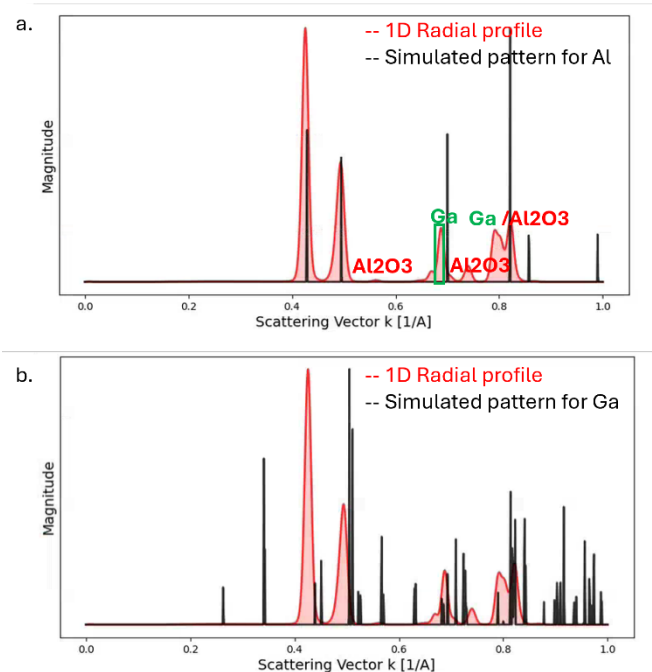 a.
-- 1D Radial profile
-- Simulated pattern for Al
Magnitude
Ga Ga /Al2O3
Al2O3 Al2O3
0.0 0.2 0.4 0.6 0.8 1.0
Scattering Vector k [1/A]
b.
-- 1D Radial profile
-- Simulated pattern for Ga
Magnitude
0.0 0.2 0.4 0.6 0.8 1.0
Scattering Vector k [1/A]